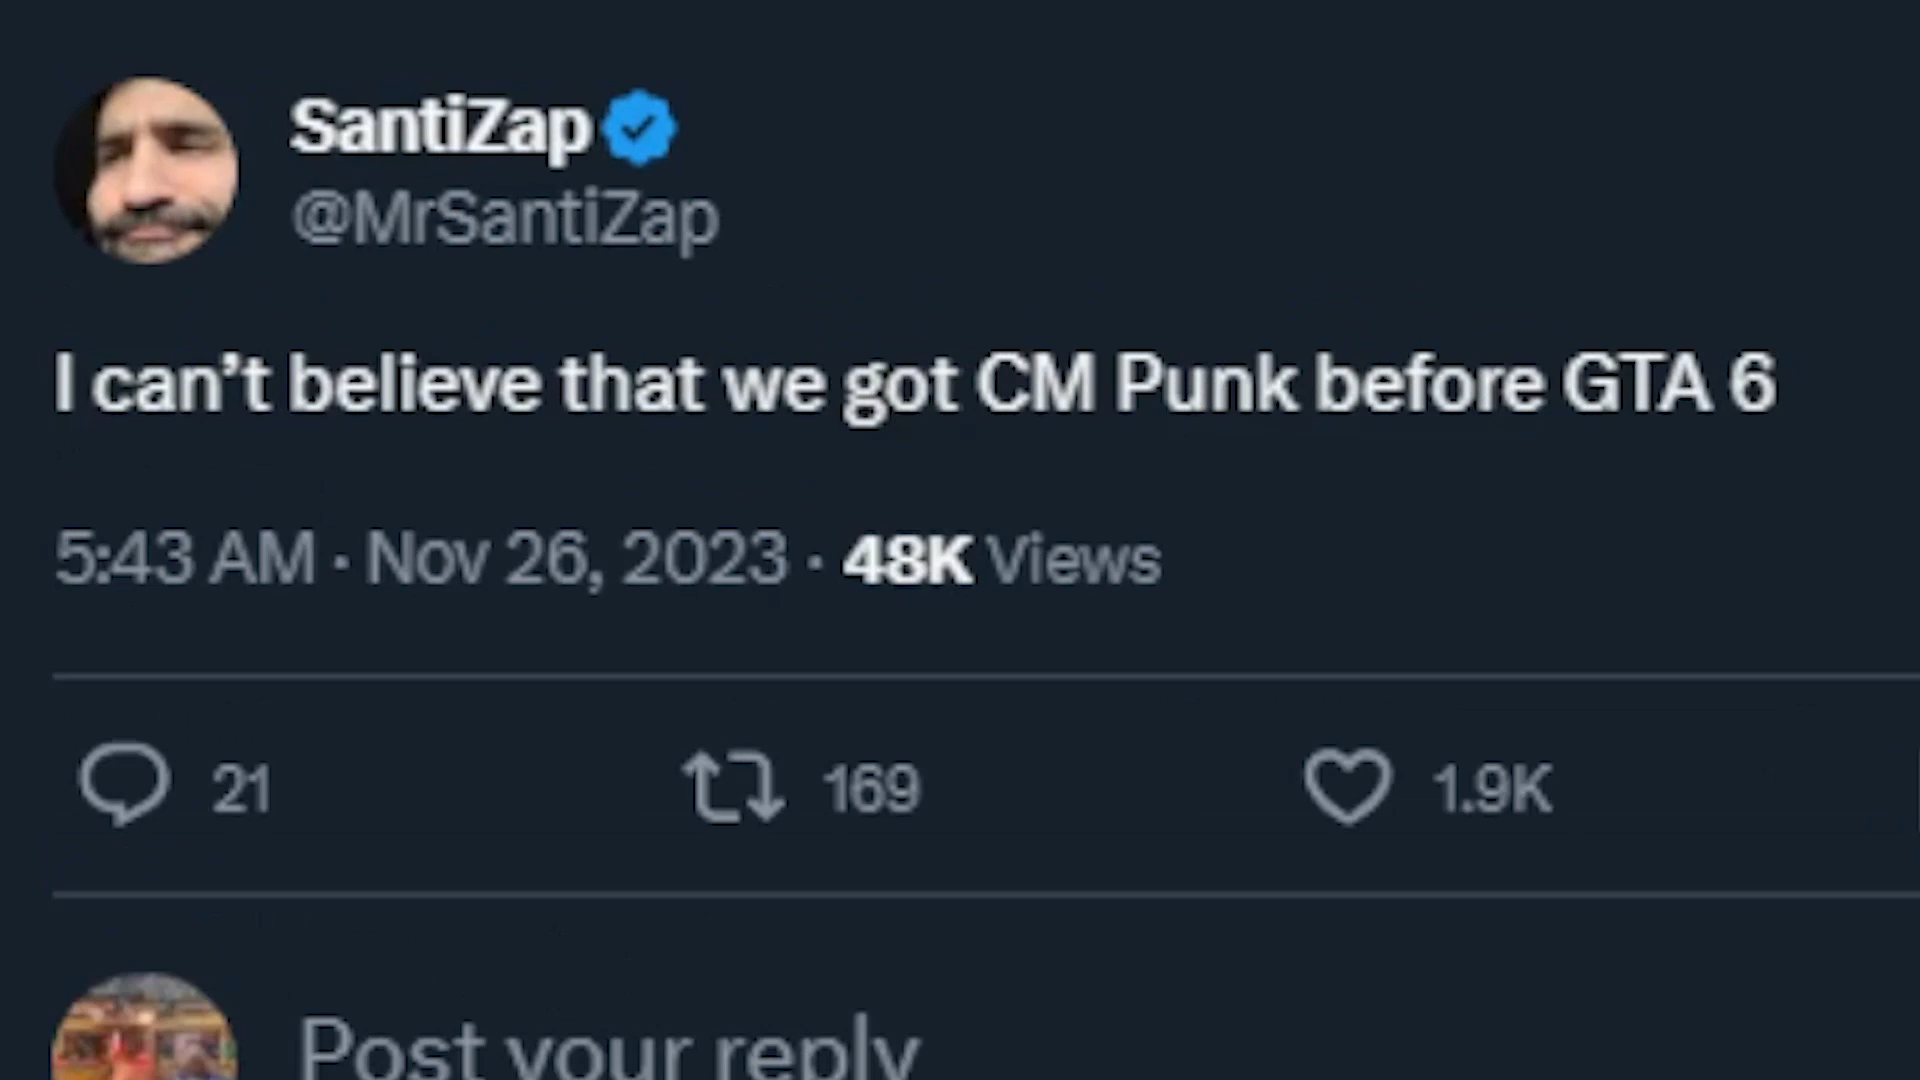 SantiZap
@MrSantiZap
I can't believe that we got CM Punk before GTA 6
5:43 AM · Nov 26, 2023 · 48K Views
21 169 1.9K
Post your reply